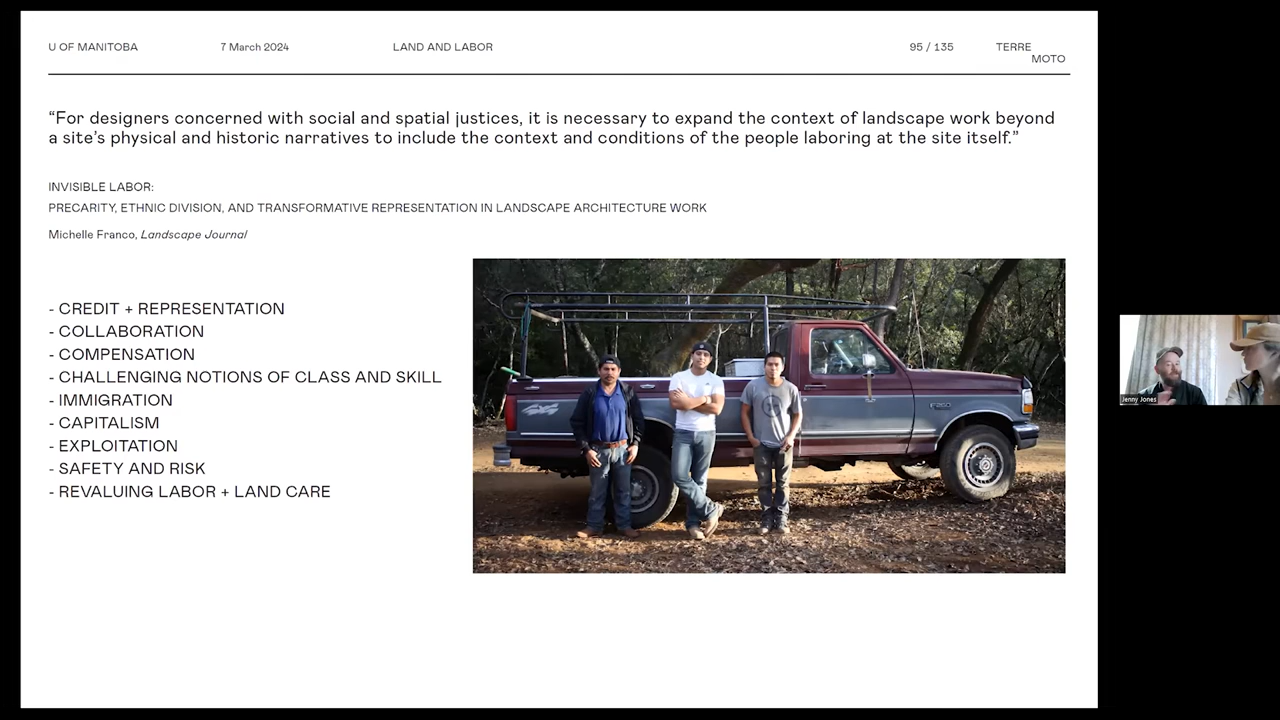 U OF MANITOBA
7 March 2024
LAND AND LABOR
95 / 135
TERRE
MOTO
“For designers concerned with social and spatial justices, it is necessary to expand the context of landscape work beyond
a site’s physical and historic narratives to include the context and conditions of the people laboring at the site itself.”
INVISIBLE LABOR:
PRECARITY, ETHNIC DIVISION, AND TRANSFORMATIVE REPRESENTATION IN LANDSCAPE ARCHITECTURE WORK
Michelle Franco, Landscape Journal
- CREDIT + REPRESENTATION
- COLLABORATION
- COMPENSATION
- CHALLENGING NOTIONS OF CLASS AND SKILL
- IMMIGRATION
- CAPITALISM
- EXPLOITATION
- SAFETY AND RISK
- REVALUING LABOR + LAND CARE
4x4
Jenny Jones